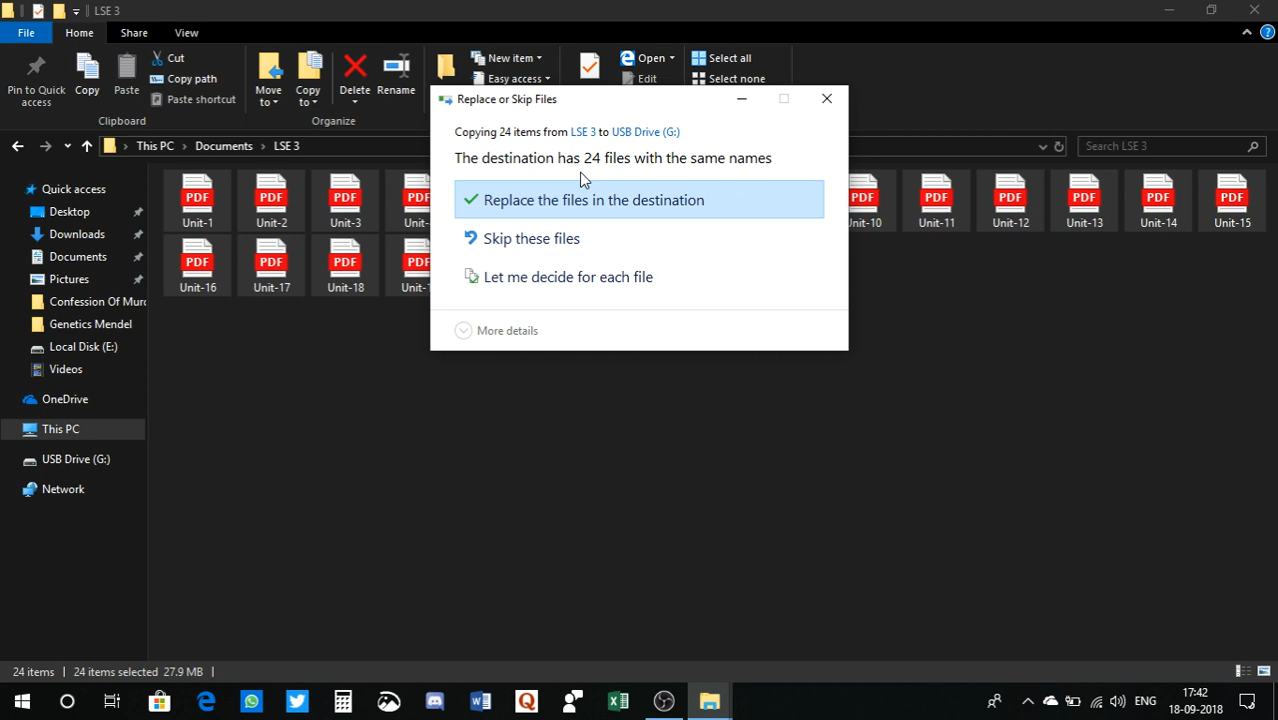 LSE 3
File Home Share View
Pin to Quick access
Copy
Paste
Cut
Copy path
Paste shortcut
Clipboard
Move to
Copy to
Delete
Rename
Organize
New item
Easy access
Open
Edit
Select all
Select none
This PC > Documents > LSE 3
Search LSE 3
Replace or Skip Files
Copying 24 items from LSE 3 to USB Drive (G:)
The destination has 24 files with the same names
Replace the files in the destination
Skip these files
Let me decide for each file
More details
Quick access
Desktop
Downloads
Documents
Pictures
Confession Of Murc
Genetics Mendel
Local Disk (E:)
Videos
OneDrive
This PC
USB Drive (G:)
Network
PDF PDF PDF PDF PDF PDF PDF PDF PDF
Unit-1 Unit-2 Unit-3 Unit- it-10 Unit-11 Unit-12 Unit-13 Unit-14 Unit-15
PDF PDF PDF PDF
Unit-16 Unit-17 Unit-18 Unit-1
24 items 24 items selected 27.9 MB
ENG
17:42
18-09-2018